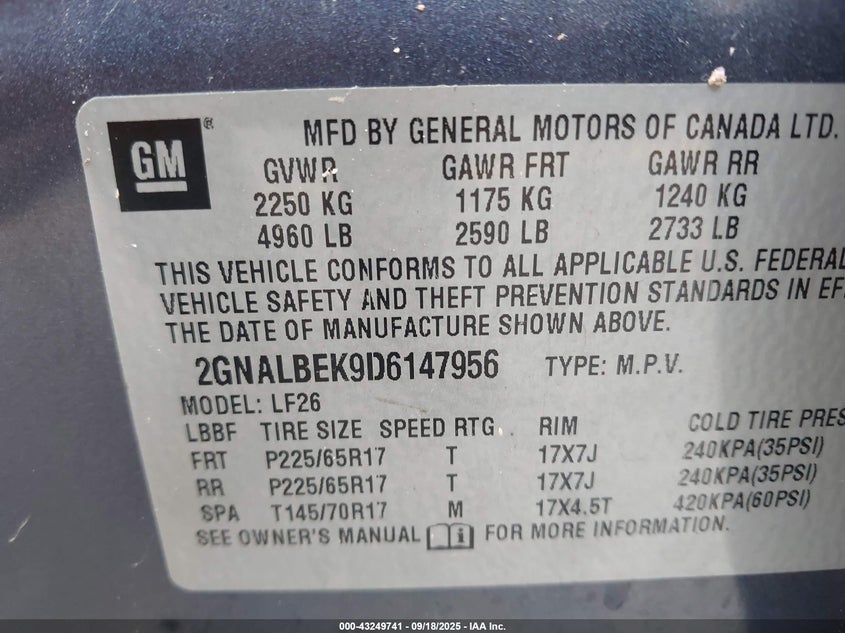 GM ®
MFD BY GENERAL MOTORS OF CANADA LTD.
GVWR GAWR FRT GAWR RR
2250 KG 1175 KG 1240 KG
4960 LB 2590 LB 2733 LB
THIS VEHICLE CONFORMS TO ALL APPLICABLE U.S. FEDERAL
VEHICLE SAFETY AND THEFT PREVENTION STANDARDS IN EF
THE DATE OF MANUFACTURE SHOWN ABOVE.
2GNALBEK9D6147956 TYPE: M.P.V.
MODEL: LF26
LBBF TIRE SIZE SPEED RTG RIM COLD TIRE PRES
FRT P225/65R17 T 17X7J 240KPA(35PSI)
RR P225/65R17 T 17X7J 240KPA(35PSI)
SPA T145/70R17 M 17X4.5T 420KPA(60PSI)
SEE OWNER'S MANUAL FOR MORE INFORMATION.
000-43249741 - 09/18/2025 - IAA Inc.